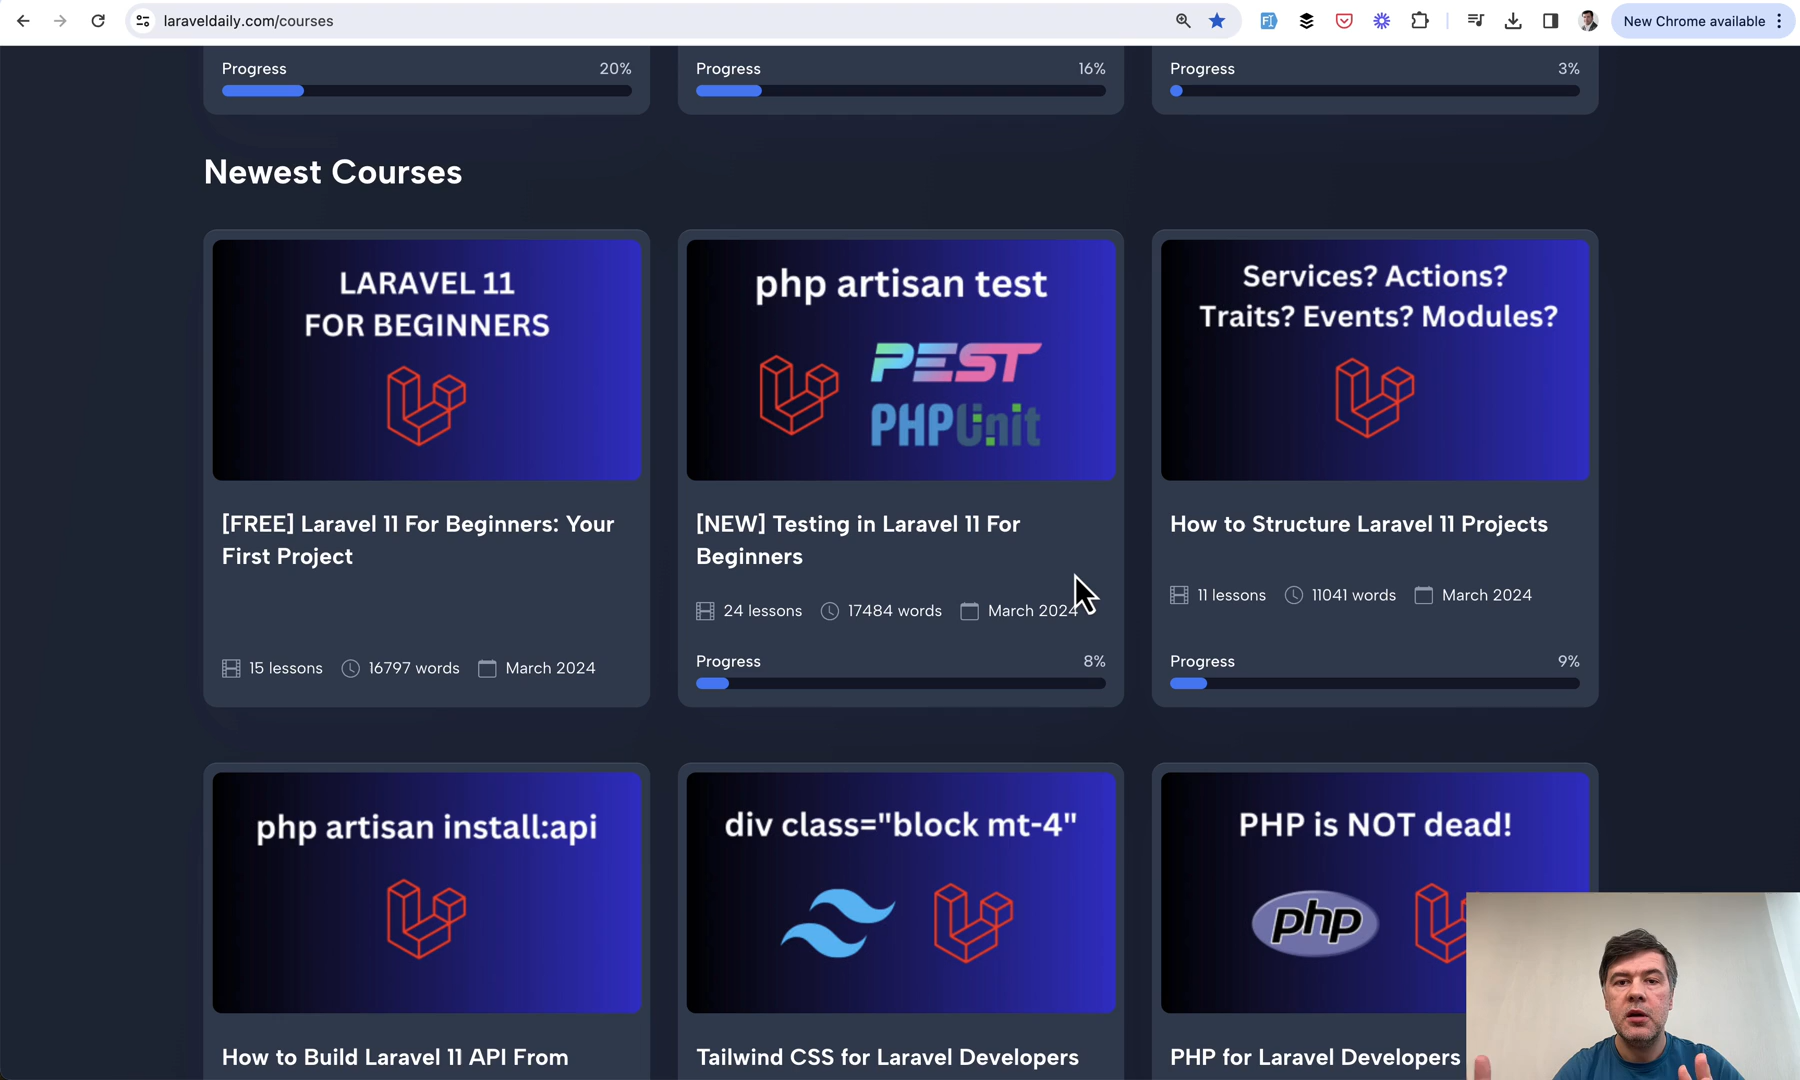 laraveldaily.com/courses
New Chrome available
Progress 20%
Progress 16%
Progress 3%
Newest Courses
LARAVEL 11
FOR BEGINNERS
[FREE] Laravel 11 For Beginners: Your
First Project
15 lessons 16797 words March 2024
php artisan test
PEST
PHPUnit
[NEW] Testing in Laravel 11 For
Beginners
24 lessons 17484 words March 2024
Progress 8%
Services? Actions?
Traits? Events? Modules?
How to Structure Laravel 11 Projects
11 lessons 11041 words March 2024
Progress 9%
php artisan install:api
How to Build Laravel 11 API From
div class="block mt-4"
Tailwind CSS for Laravel Developers
PHP is NOT dead!
php
PHP for Laravel Developers